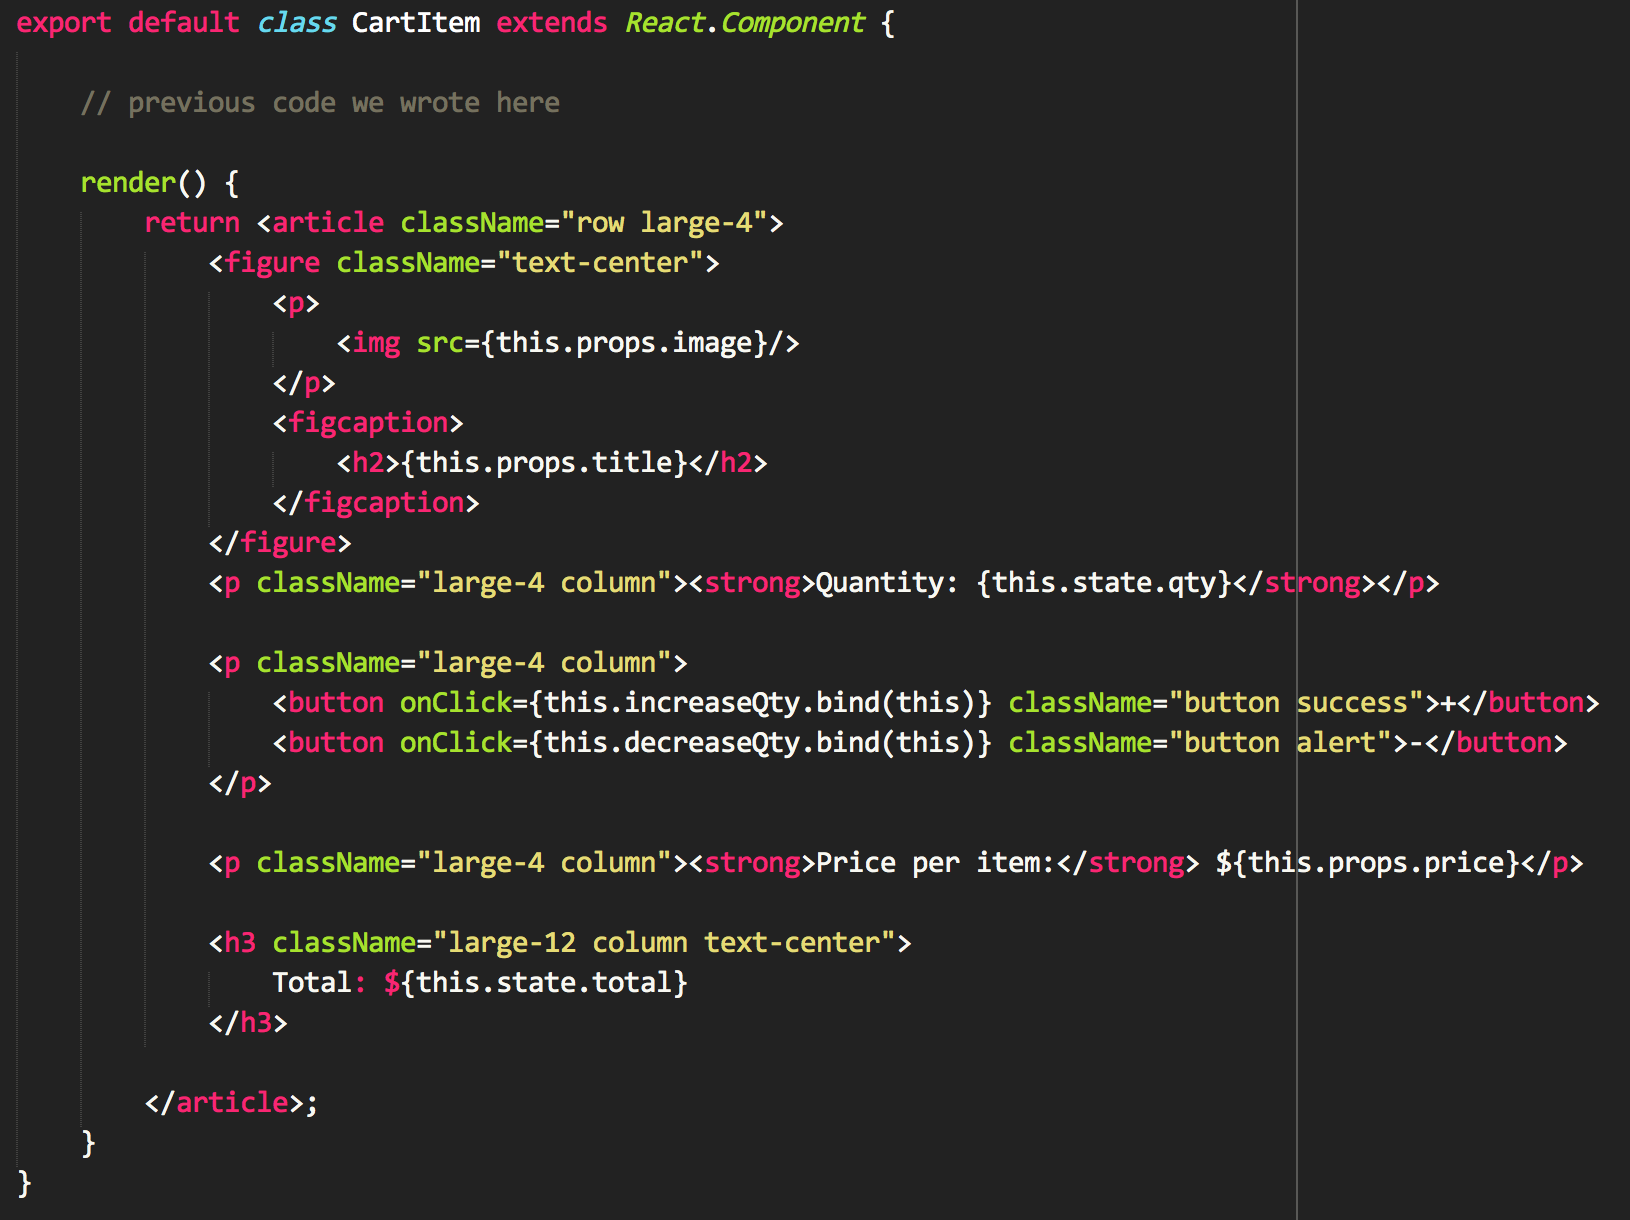 export default class CartItem extends React.Component {
// previous code we wrote here
render() {
return <article className="row large-4">
<figure className="text-center">
<p>
<img src={this.props.image}/>
</p>
<figcaption>
<h2>{this.props.title}</h2>
</figcaption>
</figure>
<p className="large-4 column"><strong>Quantity: {this.state.qty}</strong></p>
<p className="large-4 column">
<button onClick={this.increaseQty.bind(this)} className="button success">+</button>
<button onClick={this.decreaseQty.bind(this)} className="button alert">-</button>
</p>
<p className="large-4 column"><strong>Price per item:</strong> ${this.props.price}</p>
<h3 className="large-12 column text-center">
Total: ${this.state.total}
</h3>
</article>;
}
}